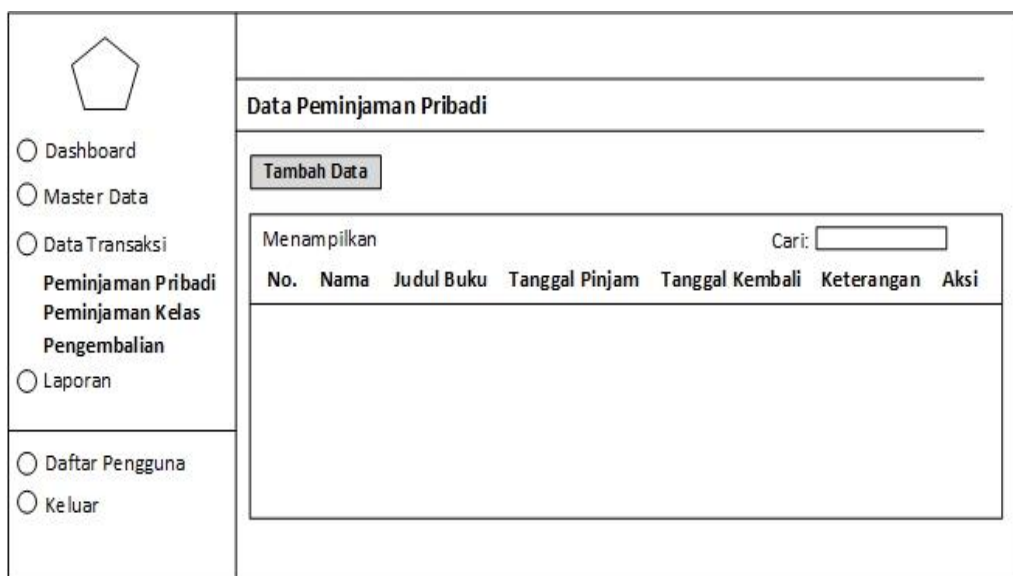 Dashboard
Master Data
Data Transaksi
Peminjaman Pribadi
Peminjaman Kelas
Pengembalian
Laporan
Daftar Pengguna
Keluar
Data Peminjaman Pribadi
Tambah Data
Menampilkan Cari:
No. Nama Judul Buku Tanggal Pinjam Tanggal Kembali Keterangan Aksi